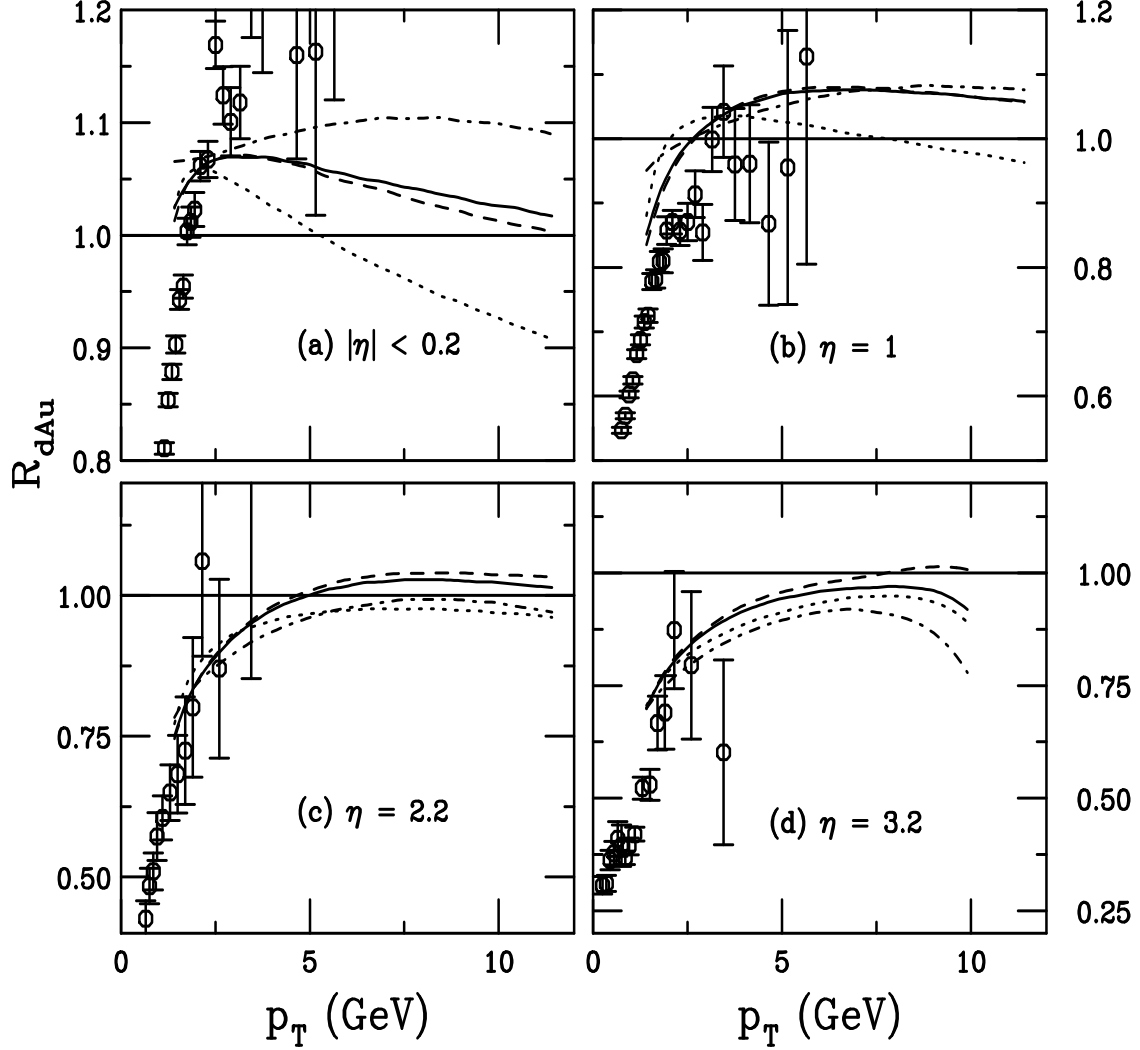 1.2
1.1
1.0
0.9
0.8
(a) |η| < 0.2
1.2
1.0
0.8
0.6
(b) η = 1
R_dAu
1.00
0.75
0.50
(c) η = 2.2
1.00
0.75
0.50
0.25
(d) η = 3.2
0 5 10
0 5 10
p_T (GeV)
p_T (GeV)